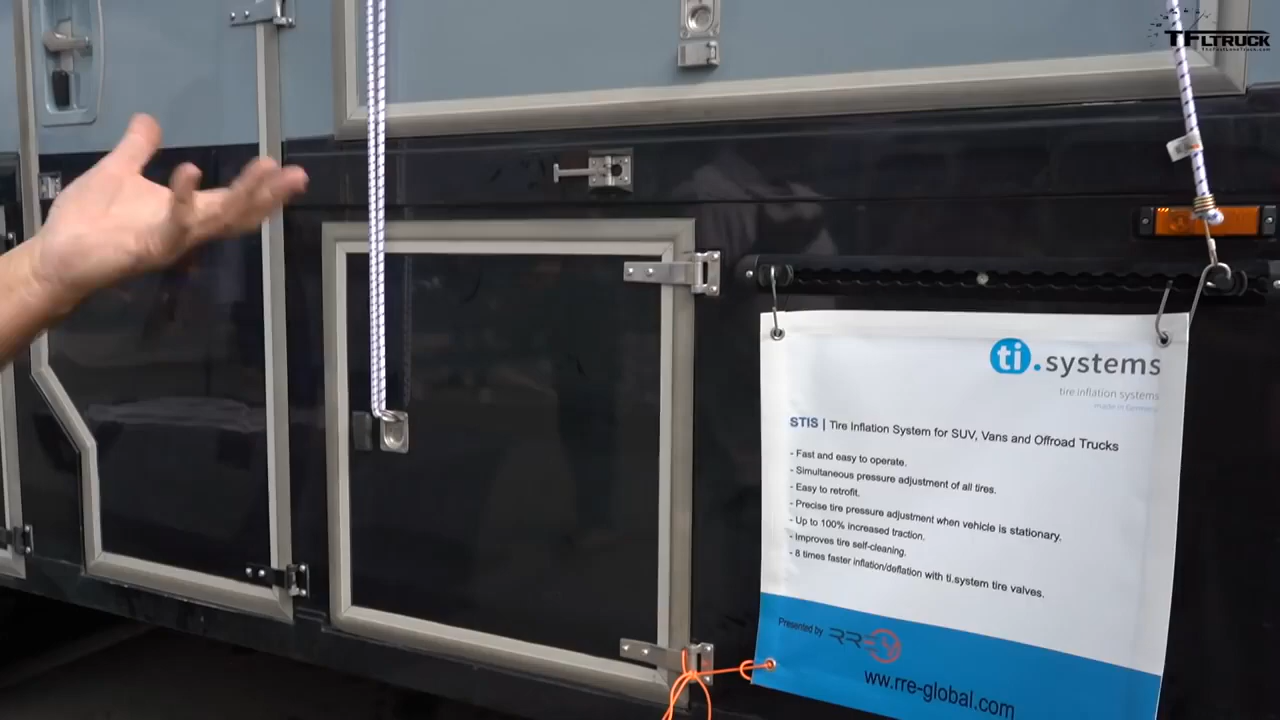 TFLTRUCK
ti.systems
tire inflation systems
made in Germany
STIS | Tire Inflation System for SUV, Vans and Offroad Trucks
- Fast and easy to operate.
- Simultaneous pressure adjustment of all tires.
- Easy to retrofit.
- Precise tire pressure adjustment when vehicle is stationary.
- Up to 100% increased traction.
- Improves tire self-cleaning.
- 8 times faster inflation/deflation with ti.system tire valves.
Presented by RRE
www.rre-global.com